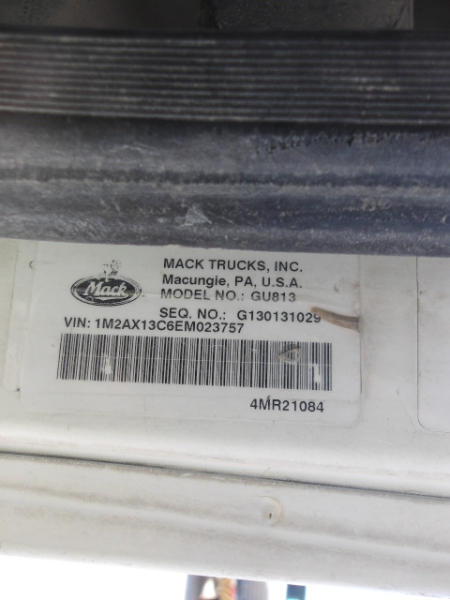 Mack
MACK TRUCKS, INC.
Macungie, PA, U.S.A.
MODEL NO.: GU813
SEQ. NO.: G130131029
VIN: 1M2AX13C6EM023757
4MR21084